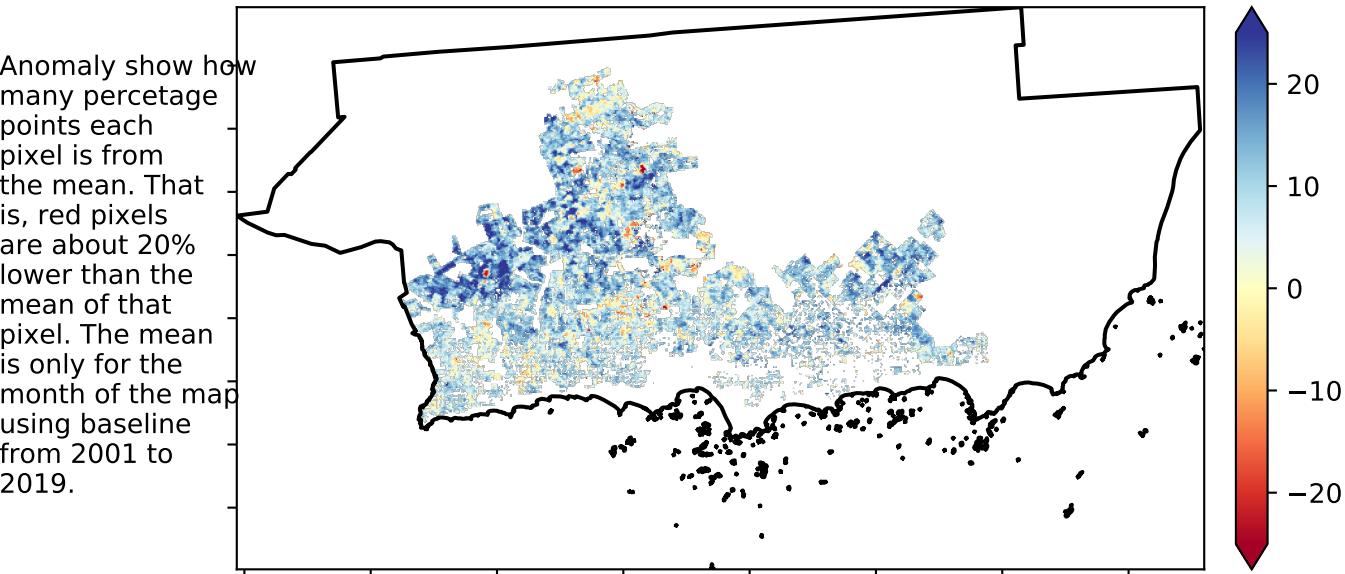 Anomaly show how
many percetage
points each
pixel is from
the mean. That
is, red pixels
are about 20%
lower than the
mean of that
pixel. The mean
is only for the
month of the map
using baseline
from 2001 to
2019.
20
10
0
−10
−20